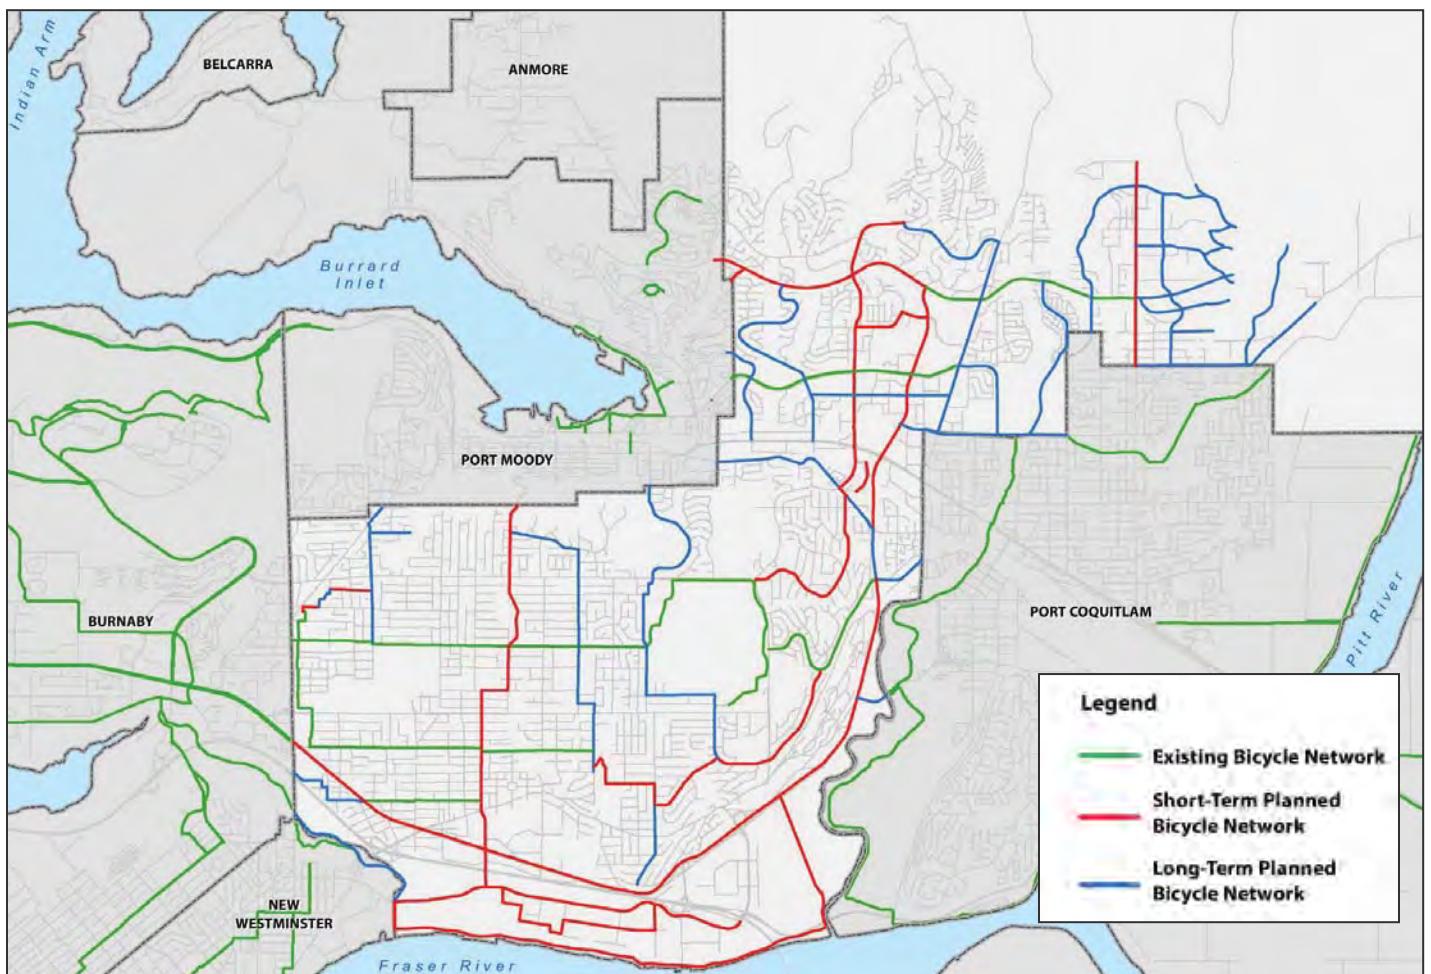 Indian Arm
BELCARRA
ANMORE
Burrard
Inlet
PORT MOODY
BURNABY
PORT COQUITLAM
Pitt River
NEW
WESTMINSTER
Fraser River
Legend
Existing Bicycle Network
Short-Term Planned
Bicycle Network
Long-Term Planned
Bicycle Network